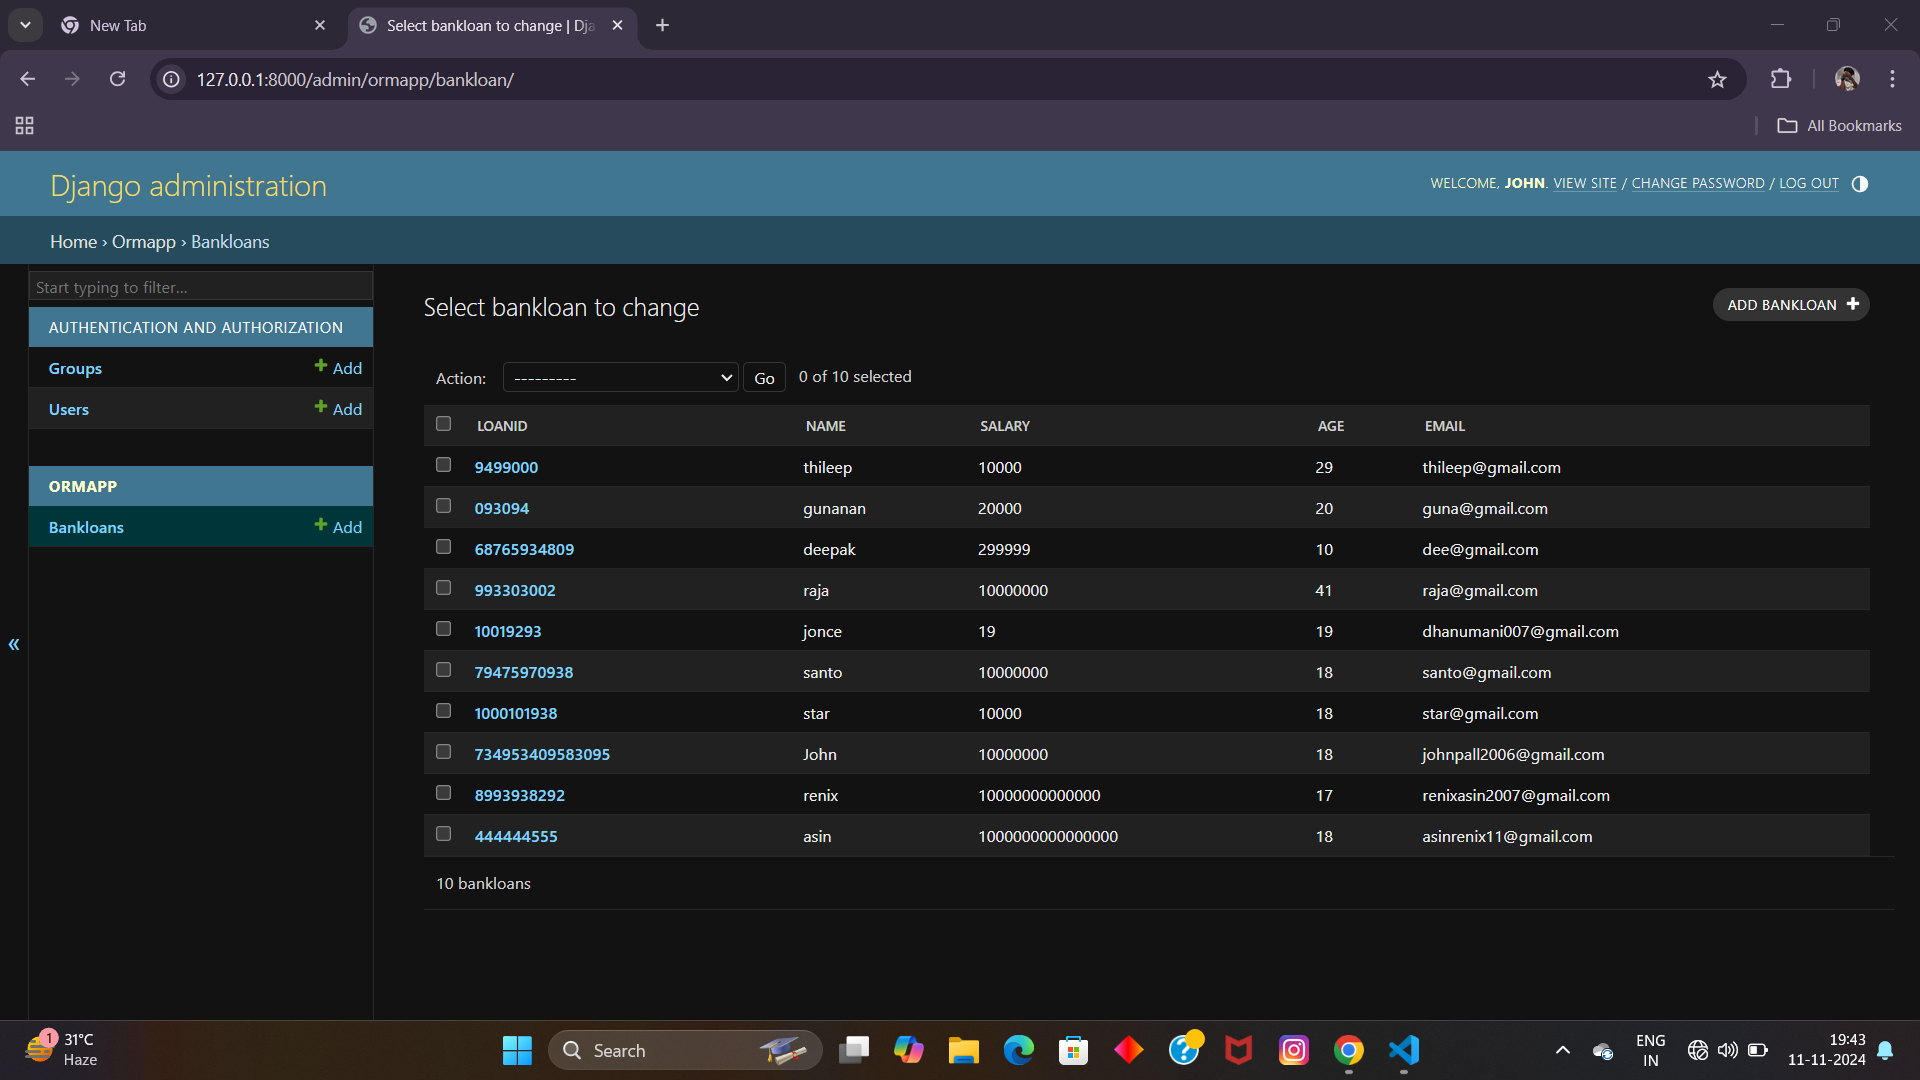 New Tab
Select bankloan to change | Dja
127.0.0.1:8000/admin/ormapp/bankloan/
All Bookmarks
Django administration
WELCOME, JOHN. VIEW SITE / CHANGE PASSWORD / LOG OUT
Home › Ormapp › Bankloans
Start typing to filter...
AUTHENTICATION AND AUTHORIZATION
Groups + Add
Users + Add
ORMAPP
Bankloans + Add
«
Select bankloan to change
ADD BANKLOAN +
Action: --------- Go 0 of 10 selected
LOANID NAME SALARY AGE EMAIL
9499000 thileep 10000 29 thileep@gmail.com
093094 gunanan 20000 20 guna@gmail.com
68765934809 deepak 299999 10 dee@gmail.com
993303002 raja 10000000 41 raja@gmail.com
10019293 jonce 19 19 dhanumani007@gmail.com
79475970938 santo 10000000 18 santo@gmail.com
1000101938 star 10000 18 star@gmail.com
734953409583095 John 10000000 18 johnpall2006@gmail.com
8993938292 renix 10000000000000 17 renixasin2007@gmail.com
444444555 asin 1000000000000000 18 asinrenix11@gmail.com
10 bankloans
1
31°C
Haze
Search
ENG
IN
19:43
11-11-2024